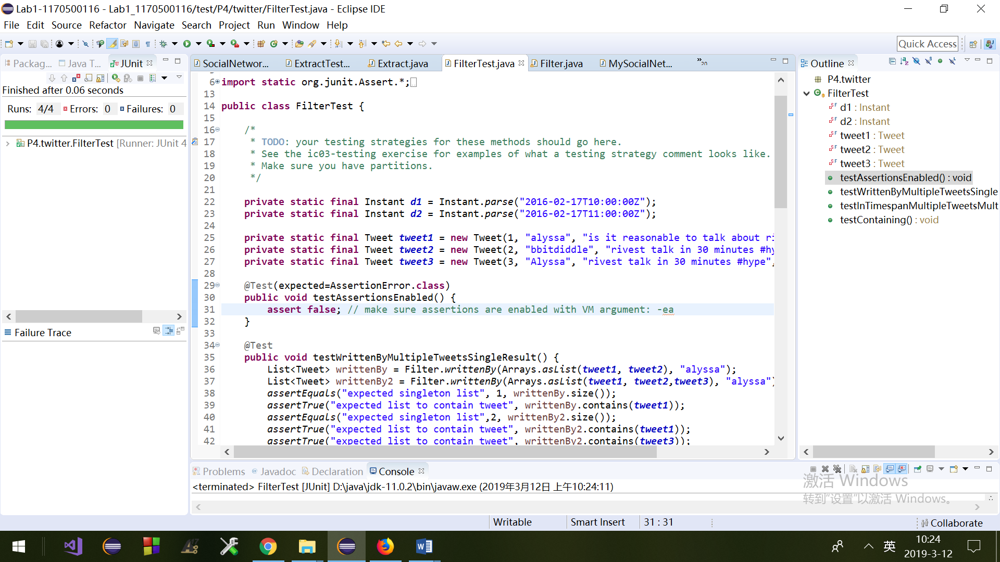 Lab1-1170500116 - Lab1_1170500116/test/P4/twitter/FilterTest.java - Eclipse IDE
File Edit Source Refactor Navigate Search Project Run Window Help
Quick Access
Packag... Java T... JUnit
Finished after 0.06 seconds
Runs: 4/4 Errors: 0 Failures: 0
P4.twitter.FilterTest [Runner: JUnit 4
Failure Trace
SocialNetwor... ExtractTest... Extract.java FilterTest.java Filter.java MySocialNet... »20
6 import static org.junit.Assert.*;
13
14 public class FilterTest {
15
16 /*
17 * TODO: your testing strategies for these methods should go here.
18 * See the ic03-testing exercise for examples of what a testing strategy comment looks like.
19 * Make sure you have partitions.
20 */
21
22 private static final Instant d1 = Instant.parse("2016-02-17T10:00:00Z");
23 private static final Instant d2 = Instant.parse("2016-02-17T11:00:00Z");
24
25 private static final Tweet tweet1 = new Tweet(1, "alyssa", "is it reasonable to talk about ri
26 private static final Tweet tweet2 = new Tweet(2, "bbitdiddle", "rivest talk in 30 minutes #hy
27 private static final Tweet tweet3 = new Tweet(3, "Alyssa", "rivest talk in 30 minutes #hype",
28
29 @Test(expected=AssertionError.class)
30 public void testAssertionsEnabled() {
31 assert false; // make sure assertions are enabled with VM argument: -ea
32 }
33
34 @Test
35 public void testWrittenByMultipleTweetsSingleResult() {
36 List<Tweet> writtenBy = Filter.writtenBy(Arrays.asList(tweet1, tweet2), "alyssa");
37 List<Tweet> writtenBy2 = Filter.writtenBy(Arrays.asList(tweet1, tweet2,tweet3), "alyssa")
38 assertEquals("expected singleton list", 1, writtenBy.size());
39 assertTrue("expected list to contain tweet", writtenBy.contains(tweet1));
40 assertEquals("expected singleton list",2, writtenBy2.size());
41 assertTrue("expected list to contain tweet", writtenBy2.contains(tweet1));
42 assertTrue("expected list to contain tweet", writtenBy2.contains(tweet3));
Outline
P4.twitter
FilterTest
d1 : Instant
d2 : Instant
tweet1 : Tweet
tweet2 : Tweet
tweet3 : Tweet
testAssertionsEnabled() : void
testWrittenByMultipleTweetsSingle
testInTimespanMultipleTweetsMult
testContaining() : void
Problems Javadoc Declaration Console
<terminated> FilterTest [JUnit] D:\java\jdk-11.0.2\bin\javaw.exe (2019年3月12日 上午10:24:11)
激活 Windows
转到“设置”以激活 Windows。
Writable Smart Insert 31 : 31
Collaborate
英
10:24
2019-3-12